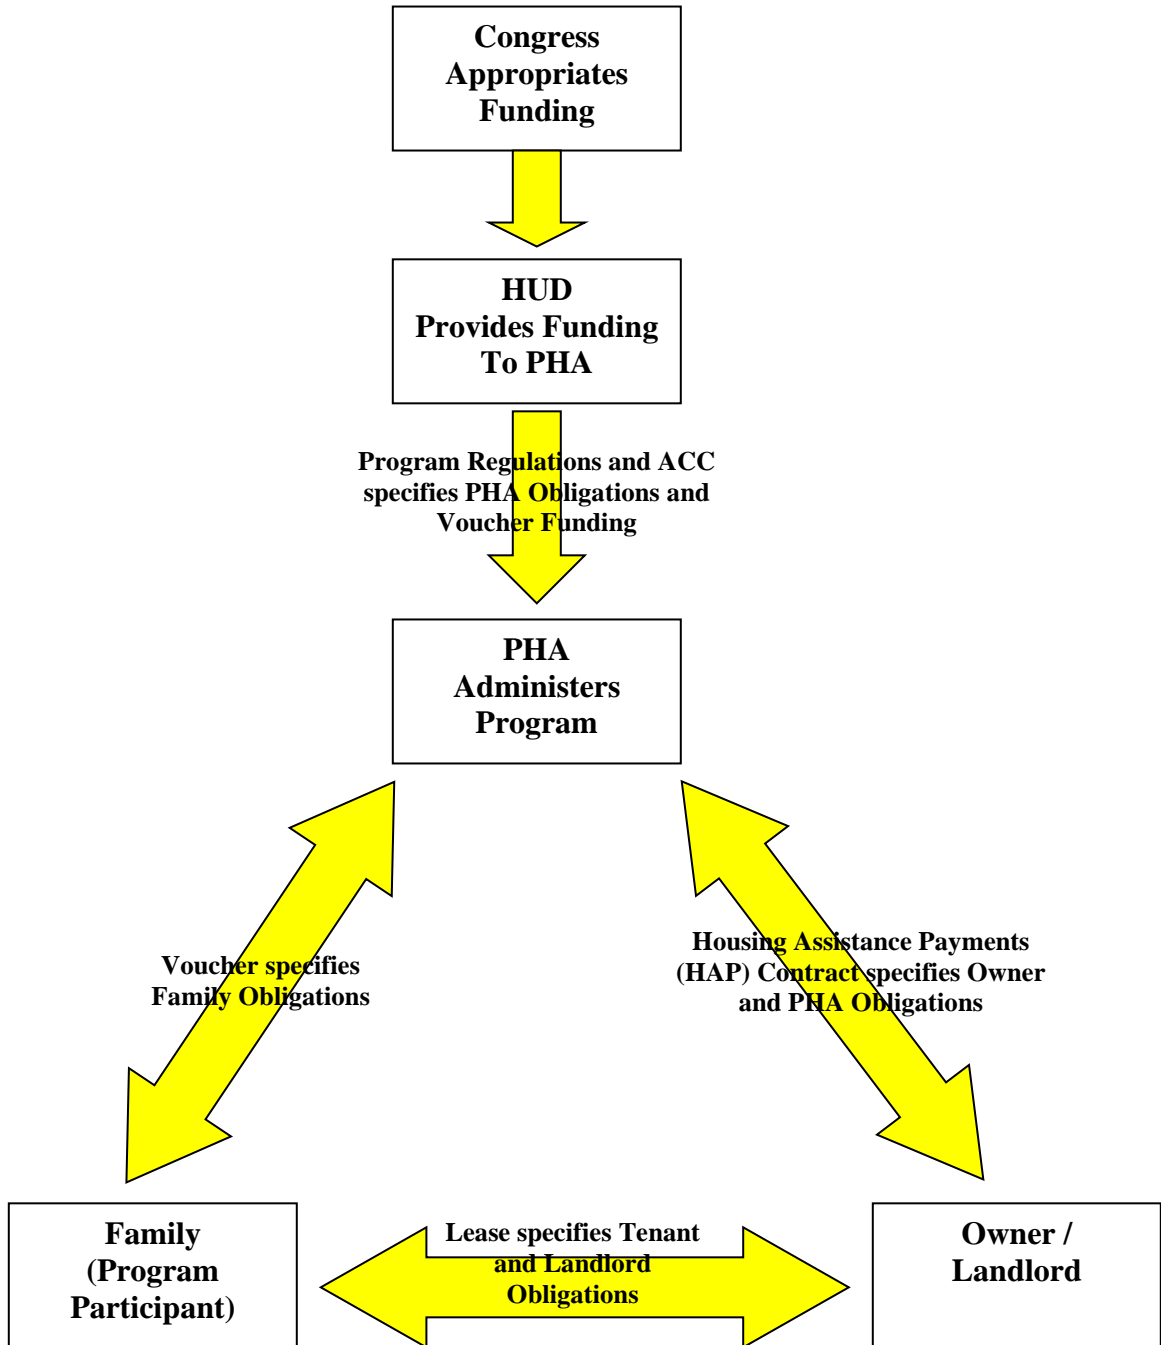 Congress
Appropriates
Funding
HUD
Provides Funding
To PHA
Program Regulations and ACC
specifies PHA Obligations and
Voucher Funding
PHA
Administers
Program
Voucher specifies
Family Obligations
Housing Assistance Payments
(HAP) Contract specifies Owner
and PHA Obligations
Family
(Program
Participant)
Lease specifies Tenant
and Landlord
Obligations
Owner /
Landlord